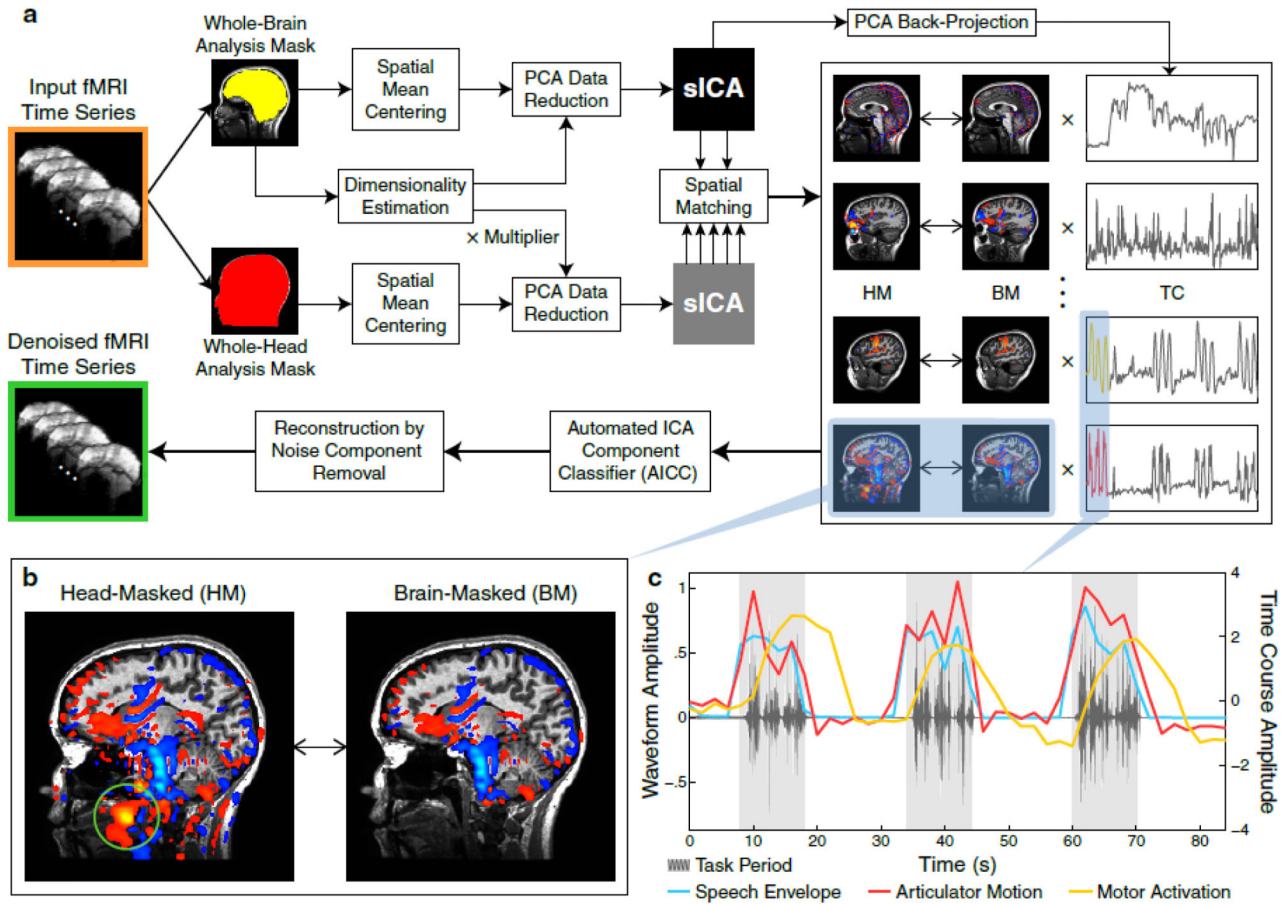 a
Whole-Brain
Analysis Mask
Input fMRI
Time Series
Spatial
Mean
Centering
PCA Data
Reduction
sICA
PCA Back-Projection
Dimensionality
Estimation
× Multiplier
Spatial
Matching
Spatial
Mean
Centering
PCA Data
Reduction
sICA
Whole-Head
Analysis Mask
×
×
HM
BM
TC
×
×
Denoised fMRI
Time Series
Reconstruction by
Noise Component
Removal
Automated ICA
Component
Classifier (AICC)
b
Head-Masked (HM)
Brain-Masked (BM)
c
Waveform Amplitude
1
.5
0
-.5
Time Course Amplitude
4
2
0
-2
-4
0 10 20 30 40 50 60 70 80
Time (s)
Task Period
Speech Envelope
Articulator Motion
Motor Activation